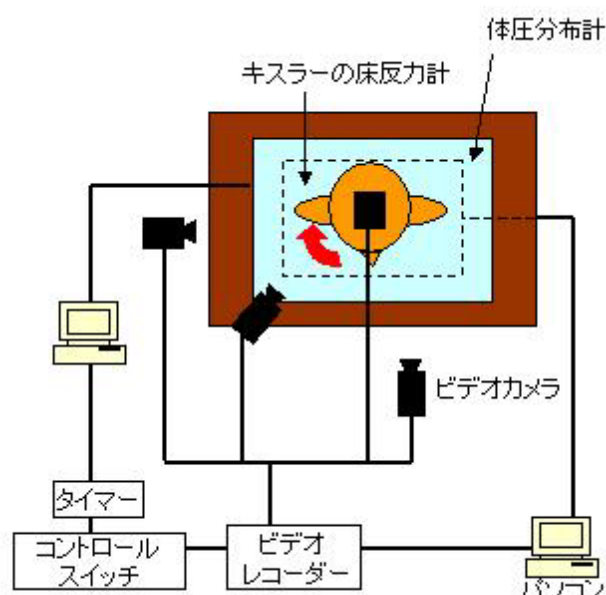 体圧分布計
キスラーの床反力計
ビデオカメラ
タイマー
コントロール
スイッチ
ビデオ
レコーダー
パソコン